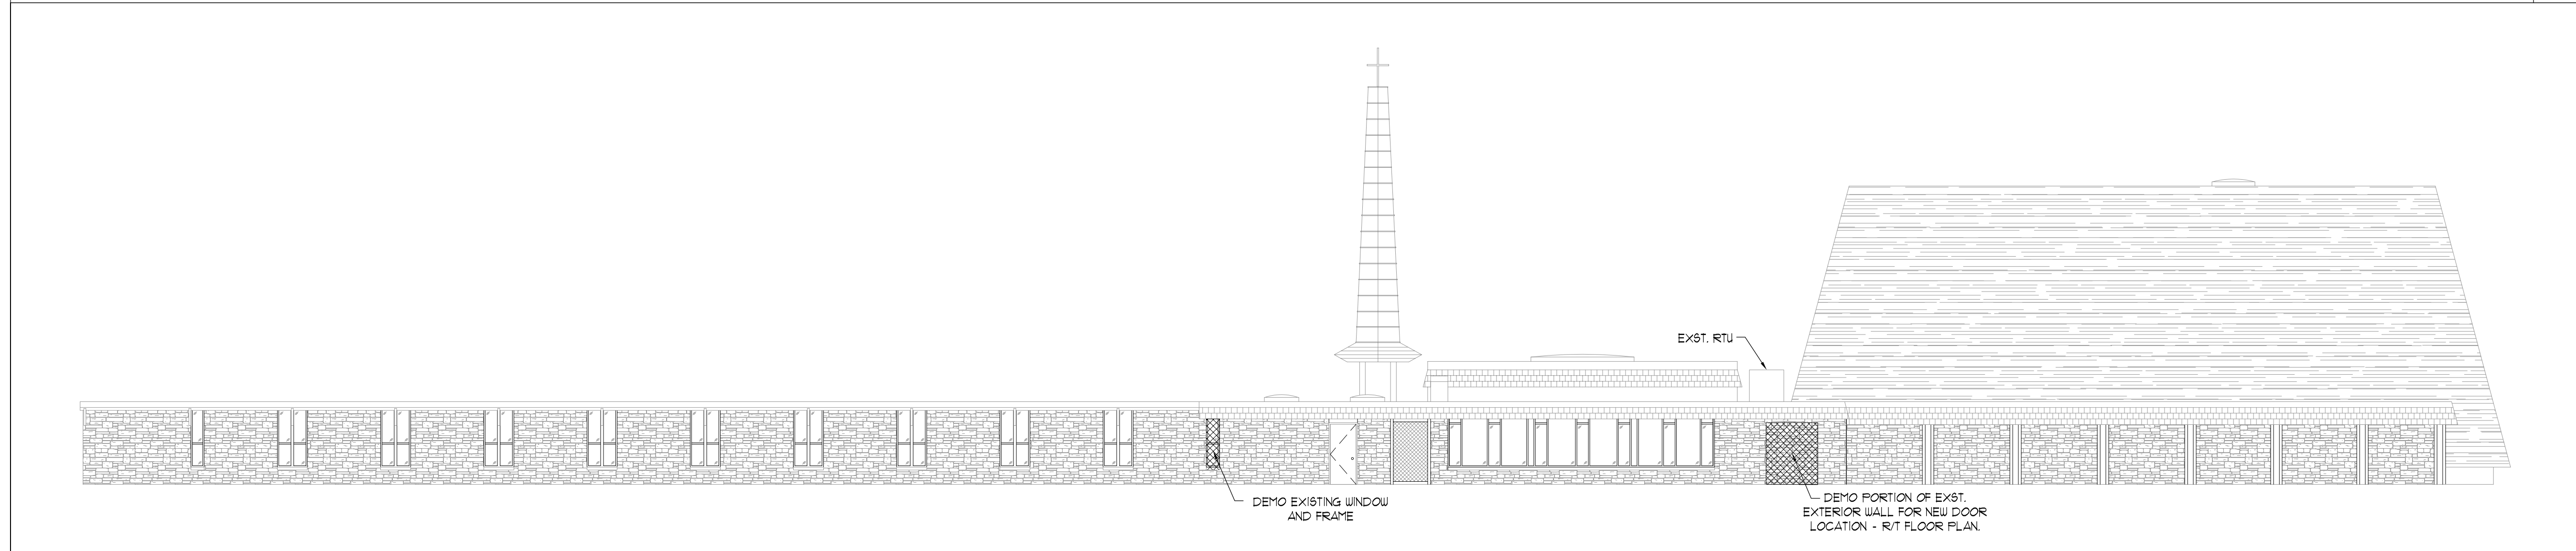 EXST. RTU
DEMO EXISTING WINDOW
AND FRAME
DEMO PORTION OF EXST.
EXTERIOR WALL FOR NEW DOOR
LOCATION - R/T FLOOR PLAN.